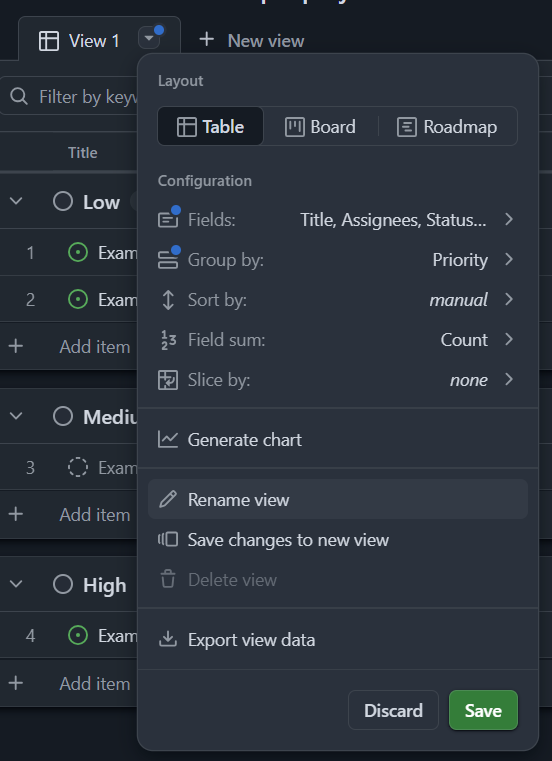 View 1
New view
Layout
Filter by keyw
Table Board Roadmap
Title
Configuration
Low
Fields: Title, Assignees, Status...
1 Exam
Group by: Priority
2 Exam
Sort by: manual
Add item
Field sum: Count
Slice by: none
Mediu
Generate chart
3 Exam
Rename view
Add item
Save changes to new view
High
Delete view
4 Exam
Export view data
Add item
Discard Save